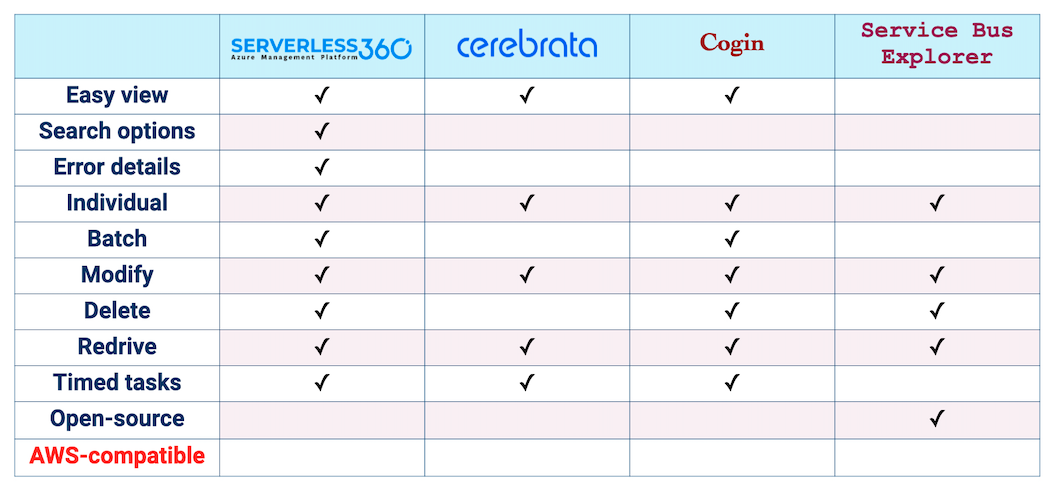 SERVERLESS360
Azure Management Platform
cerebrata
Cogin
Service Bus
Explorer
Easy view ✓ ✓ ✓
Search options ✓
Error details ✓
Individual ✓ ✓ ✓ ✓
Batch ✓ ✓
Modify ✓ ✓ ✓ ✓
Delete ✓ ✓ ✓
Redrive ✓ ✓ ✓ ✓
Timed tasks ✓ ✓ ✓
Open-source ✓
AWS-compatible